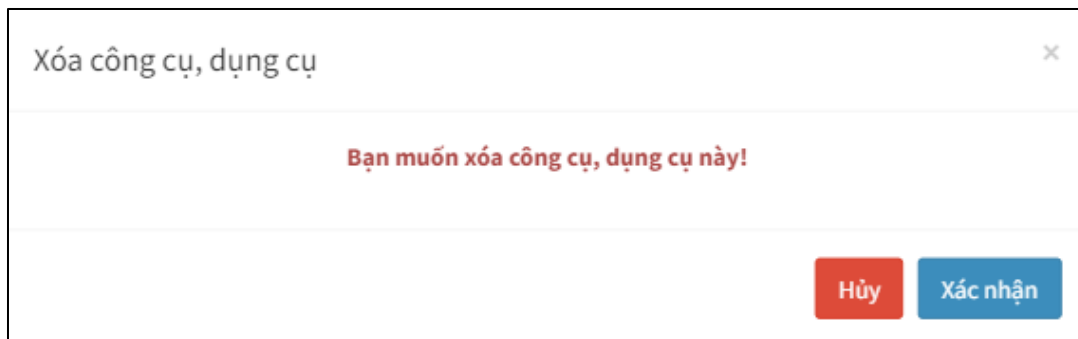 Xóa công cụ, dụng cụ ×
Bạn muốn xóa công cụ, dụng cụ này!
Hủy Xác nhận